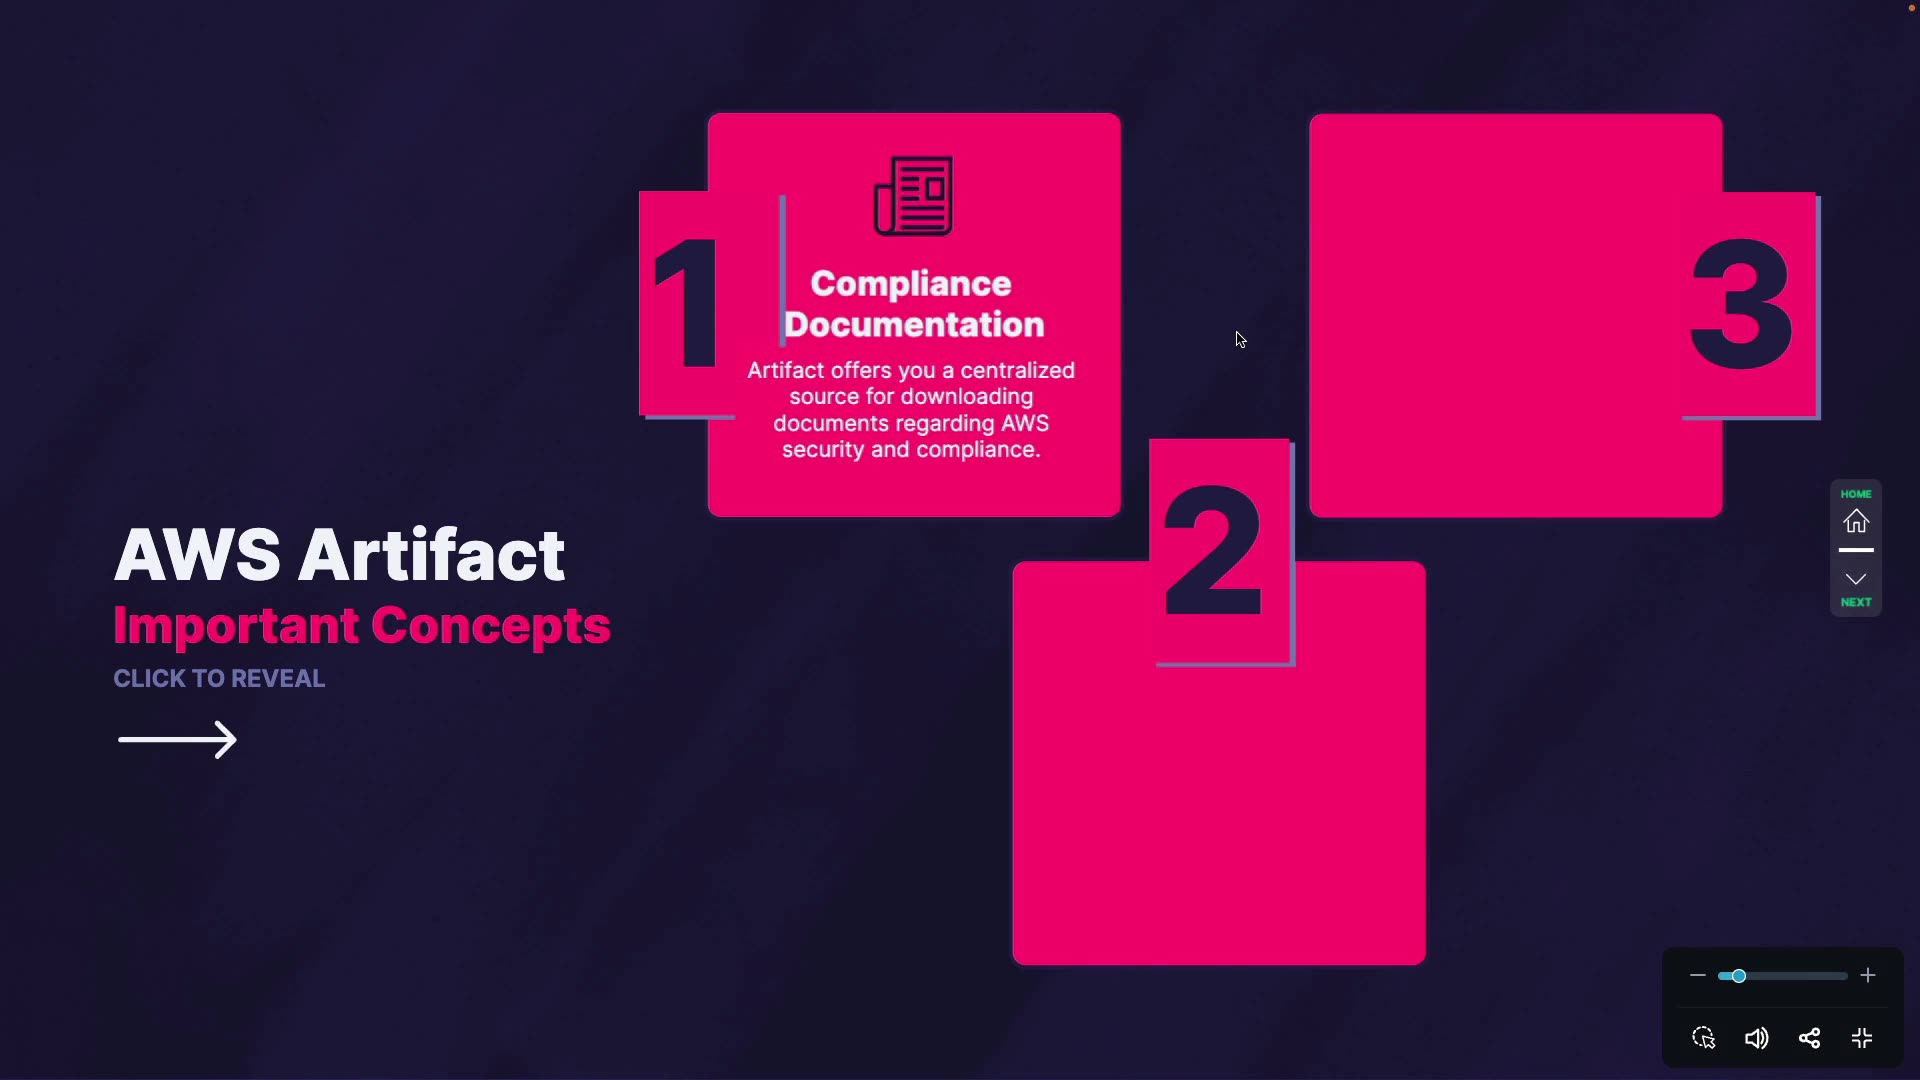 AWS Artifact
Important Concepts
CLICK TO REVEAL
1
Compliance
Documentation
Artifact offers you a centralized
source for downloading
documents regarding AWS
security and compliance.
2
3
HOME
NEXT